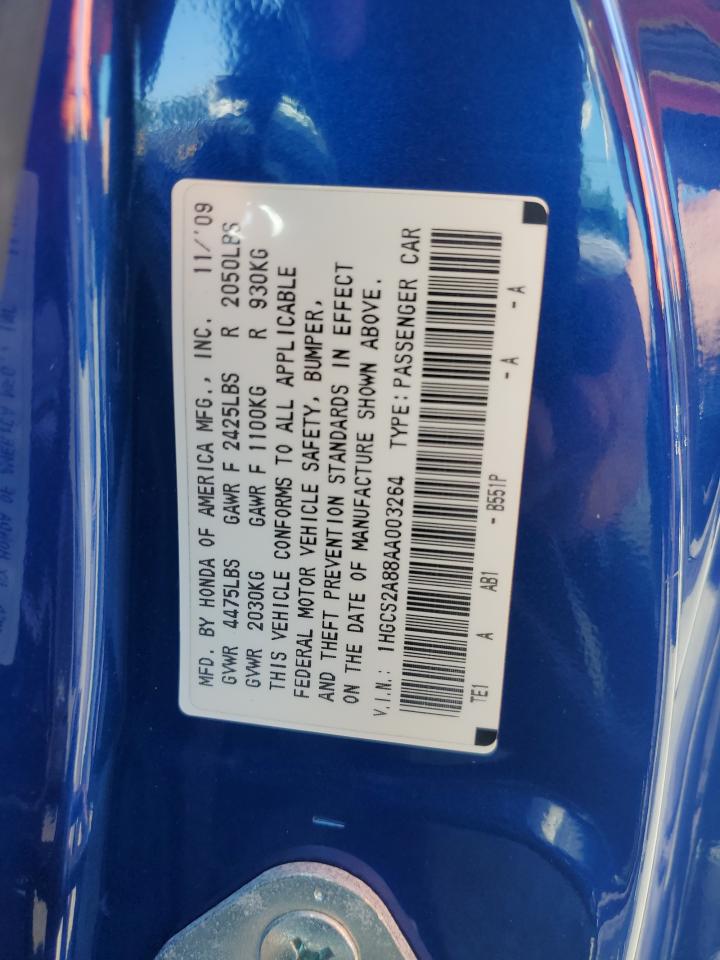 MFD. BY HONDA OF AMERICA MFG., INC. 11/'09
GVWR 4475LBS GAWR F 2425LBS R 2050LBS
GVWR 2030KG GAWR F 1100KG R 930KG
THIS VEHICLE CONFORMS TO ALL APPLICABLE
FEDERAL MOTOR VEHICLE SAFETY, BUMPER,
AND THEFT PREVENTION STANDARDS IN EFFECT
ON THE DATE OF MANUFACTURE SHOWN ABOVE.
V.I.N.: 1HGCS2A88AA003264 TYPE:PASSENGER CAR
TE1 A AB1 -B551P -A -A